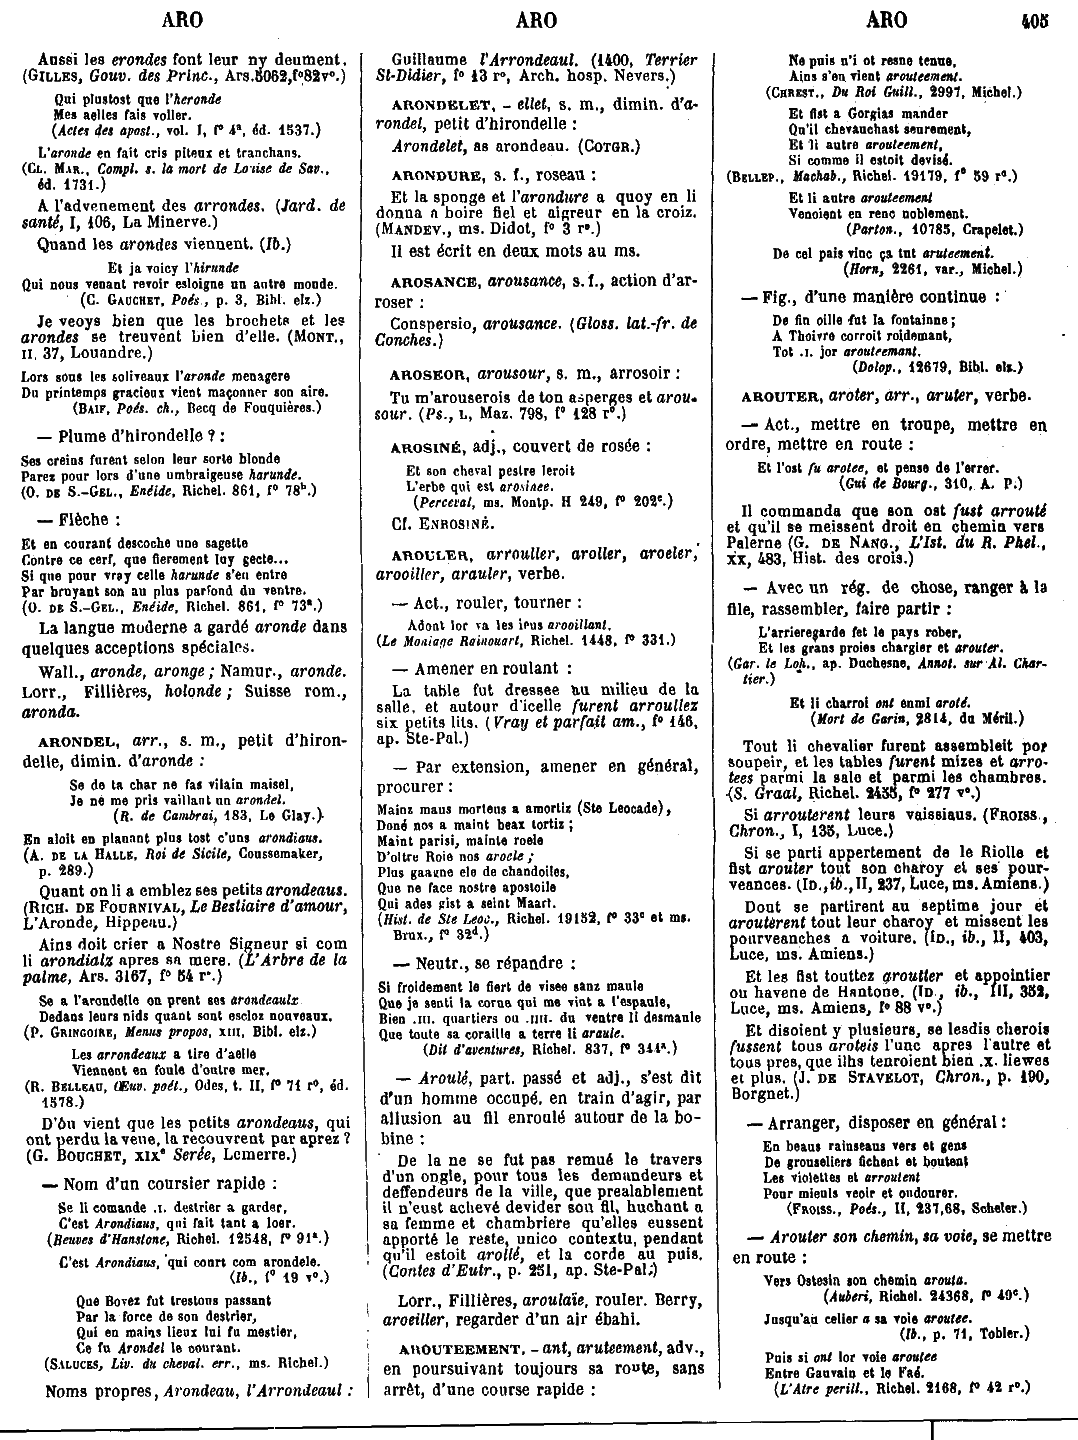 ARO
ARO
ARO
405
Aussi les erondes font leur ny deument.
(GILLES, Gouv. des Princ., Ars. 5062, f° 82 v°.)
Qui plustost que l'heronde
Mes aelles fais voller.
(Actes des apost., vol. I, f° 4ª, éd. 1537.)
L'aronde en fait cris piteux et tranchans.
(CL. MAR., Compl. s. la mort de Louise de Sav.,
éd. 1731.)
A l'advenement des arrondes. (Jard. de
santé, I, 106, La Minerve.)
Quand les arondes viennent. (Ib.)
Et ja voicy l'hirunde
Qui nous venant revoir esloigne un autre monde.
(C. GAUCHET, Poés., p. 3, Bibl. elz.)
Je veoys bien que les brochets et les
arondes se treuvent bien d'elle. (MONT.,
II, 37, Louandre.)
Lors sous les soliveaux l'aronde menagere
Du printemps gracieux vient maçonner son aire.
(BAIF, Poés. ch., Becq de Fouquières.)
— Plume d'hirondelle ? :
Ses creins furent selon leur sorte blonde
Parez pour lors d'une umbraigeuse harunde.
(O. DE S.-GEL., Enéide, Richel. 861, f° 78ᵇ.)
— Flèche :
Et en courant descoche une sagette
Contre ce cerf, que fierement luy gecte...
Si que pour vray celle harunde s'en entre
Par bruyant son au plus parfond du ventre.
(O. DE S.-GEL., Enéide, Richel. 861, f° 73ª.)
La langue moderne a gardé aronde dans
quelques acceptions spéciales.
Wall., aronde, aronge ; Namur., aronde.
Lorr., Fillières, holonde ; Suisse rom.,
aronda.
ARONDEL, arr., s. m., petit d'hiron-
delle, dimin. d'aronde :
Se de ta char ne fas vilain maisel,
Je ne me pris vaillant un arondel.
(R. de Cambrai, 183, Le Glay.)
En aloit en planant plus tost c'uns arondiaus.
(A. DE LA HALLE, Roi de Sicile, Coussemaker,
p. 289.)
Quant on li a emblez ses petits arondeaus.
(RICH. DE FOURNIVAL, Le Bestiaire d'amour,
L'Aronde, Hippeau.)
Ains doit crier a Nostre Signeur si com
li arondialz apres sa mere. (L'Arbre de la
palme, Ars. 3167, f° 54 r°.)
Se a l'arondelle on prent ses arondeaulx
Dedans leurs nids quant sont escloz nouveaux.
(P. GRINGOIRE, Menus propos, XIII, Bibl. elz.)
Les arrondeaux a tire d'aelle
Viennent en foule d'outre mer.
(R. BELLEAU, Œuv. poét., Odes, t. II, f° 71 r°, éd.
1578.)
D'òu vient que les petits arondeaus, qui
ont perdu la veue, la recouvrent par aprez ?
(G. BOUCHET, XIXᵉ Serée, Lemerre.)
— Nom d'un coursier rapide :
Se li comande .I. destrier a garder,
C'est Arondiaus, qui fait tant a loer.
(Beuves d'Hanstone, Richel. 12548, f° 91ª.)
C'est Arondiaus, qui court com arondele.
(Ib., f° 19 v°.)
Que Bovez fut trestons passant
Par la force de son destrier,
Qui en mains lieux lui fu mestier,
Ce fu Arondel le courant.
(SALUCES, Liv. du cheval. err., ms. Richel.)
Noms propres, Arondeau, l'Arrondeaul :
Guillaume l'Arrondeaul. (1400, Terrier
St-Didier, f° 13 r°, Arch. hosp. Nevers.)
ARONDELET, - ellet, s. m., dimin. d'a-
rondel, petit d'hirondelle :
Arondelet, as arondeau. (COTGR.)
ARONDURE, s. f., roseau :
Et la sponge et l'arondure a quoy en li
donna a boire fiel et aigreur en la croiz.
(MANDEV., ms. Didot, f° 3 r°.)
Il est écrit en deux mots au ms.
AROSANCE, arousance, s. f., action d'ar-
roser :
Conspersio, arousance. (Gloss. lat.-fr. de
Conches.)
AROSEOR, arousour, s. m., arrosoir :
Tu m'arouserois de ton asperges et arou-
sour. (Ps., L, Maz. 798, f° 128 r°.)
AROSINÉ, adj., couvert de rosée :
Et son cheval pestre leroit
L'erbe qui est arosinee.
(Perceval, ms. Montp. H 249, f° 202ᶜ.)
Cf. ENROSINÉ.
AROULER, arrouller, aroller, aroeler,
arooiller, arauler, verbe.
— Act., rouler, tourner :
Adont lor va les ieus arooillant.
(Le Moniage Rainouart, Richel. 1448, f° 331.)
— Amener en roulant :
La table fut dressee au milieu de la
salle, et autour d'icelle furent arroullez
six petits lits. (Vray et parfait am., f° 146,
ap. Ste-Pal.)
— Par extension, amener en général,
procurer :
Mainz maus morteus a amortiz (Ste Leocade),
Doné nos a maint beax tortiz ;
Maint parisi, mainte roele
D'oltre Roie nos aroele ;
Plus gaaune ele de chandoiles,
Que ne face nostre apostoile
Qui ades gist a seint Maart.
(Hist. de Ste Leoc., Richel. 19152, f° 33ᶜ et ms.
Brux., f° 32ᵈ.)
— Neutr., se répandre :
Si froidement le fiert de visee sanz maule
Que je senti la corne qui me vint a l'espaule,
Bien .III. quartiers ou .IIII. du ventre li desmaule
Que toute sa coraille a terre li araule.
(Dit d'aventures, Richel. 837, f° 344ª.)
— Aroulé, part. passé et adj., s'est dit
d'un homme occupé, en train d'agir, par
allusion au fil enroulé autour de la bo-
bine :
De la ne se fut pas remué le travers
d'un ongle, pour tous les demandeurs et
deffendeurs de la ville, que prealablement
il n'eust achevé devider son fil, huchant a
sa femme et chambriere qu'elles eussent
apporté le reste, unico contextu, pendant
qu'il estoit arollé, et la corde au puis.
(Contes d'Eutr., p. 251, ap. Ste-Pal.)
Lorr., Fillières, aroulaïe, rouler. Berry,
aroeiller, regarder d'un air ébahi.
AROUTEEMENT, - ant, aruteement, adv.,
en poursuivant toujours sa route, sans
arrêt, d'une course rapide :
Ne puis n'i ot resne tenue,
Ains s'en vient arouteement.
(CHREST., Du Roi Guill., 2997, Michel.)
Et fist a Gorgias mander
Qu'il chevauchast seurement,
Et li autre arouteement,
Si comme il estoit devisé.
(BELLEP., Machab., Richel. 19179, f° 59 r°.)
Et li autre arouteement
Venoient en renc noblement.
(Parton., 10785, Crapelet.)
De cel pais vinc ça tut aruteement.
(Horn, 2261, var., Michel.)
— Fig., d'une manière continue :
De fin oille fut la fontainne ;
A Thoivre corroit roidemant,
Tot .I. jor arouteemant.
(Dolop., 12679, Bibl. elz.)
AROUTER, aroter, arr., aruter, verbe.
— Act., mettre en troupe, mettre en
ordre, mettre en route :
Et l'ost fu arotee, et pense de l'errer.
(Gui de Bourg., 310, A. P.)
Il commanda que son ost fust arrouté
et qu'il se meissent droit en chemin vers
Palerne (G. DE NANG., L'Ist. du R. Phel.,
XX, 483, Hist. des crois.)
— Avec un rég. de chose, ranger à la
file, rassembler, faire partir :
L'arrieregarde fet le pays rober,
Et les grans proies chargier et arouter.
(Gar. le Loh., ap. Duchesne, Annot. sur Al. Char-
tier.)
Et li charroi ont enmi aroté.
(Mort de Garin, 2814, du Méril.)
Tout li chevalier furent assembleit por
soupeir, et les tables furent mizes et arro-
tees parmi la sale et parmi les chambres.
(S. Graal, Richel. 2455, f° 277 v°.)
Si arrouterent leurs vaissiaus. (FROISS.,
Chron., I, 135, Luce.)
Si se parti appertement de le Riolle et
fist arouter tout son charoy et ses pour-
veances. (ID., ib., II, 237, Luce, ms. Amiens.)
Dont se partirent au septime jour et
arouterent tout leur charoy et missent les
pourveanches a voiture. (ID., ib., II, 403,
Luce, ms. Amiens.)
Et les fist touttez aroutter et appointier
ou havene de Hantone. (ID., ib., III, 352,
Luce, ms. Amiens, f° 88 v°.)
Et disoient y plusieurs, se lesdis cherois
fussent tous aroteis l'unc apres l'autre et
tous pres, que ilhs tenroient bien .X. liewes
et plus. (J. DE STAVELOT, Chron., p. 190,
Borgnet.)
— Arranger, disposer en général :
En beaus rainseaus vers et gens
De grouseliers fichent et boutent
Les violettes et arroutent
Pour mieuls veoir et ondourer.
(FROISS., Poés., II, 237,68, Scheler.)
— Arouter son chemin, sa voie, se mettre
en route :
Vers Ostesin son chemin arouta.
(Auberi, Richel. 24368, f° 49ᶜ.)
Jusqu'au celier a sa voie aroutee.
(Ib., p. 71, Tobler.)
Puis si ont lor voie aroutee
Entre Gauvain et le Faé.
(L'Atre perill., Richel. 2168, f° 42 r°.)